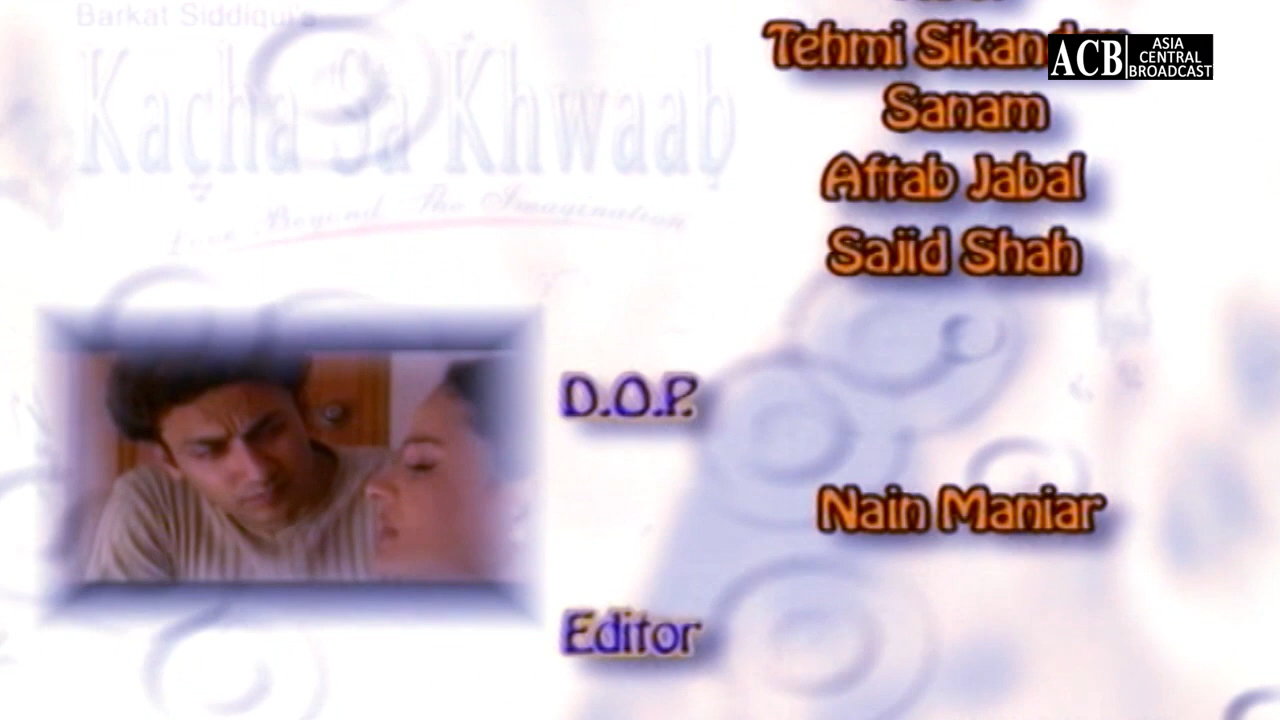 Barkat Siddiqui's
Kacha Sa Khwaab
Love Beyond The Imagination
Tehmi
ACB ASIA CENTRAL BROADCAST
Sanam
Aftab Jabal
Sajid Shah
D.O.P.
Nain Maniar
Editor